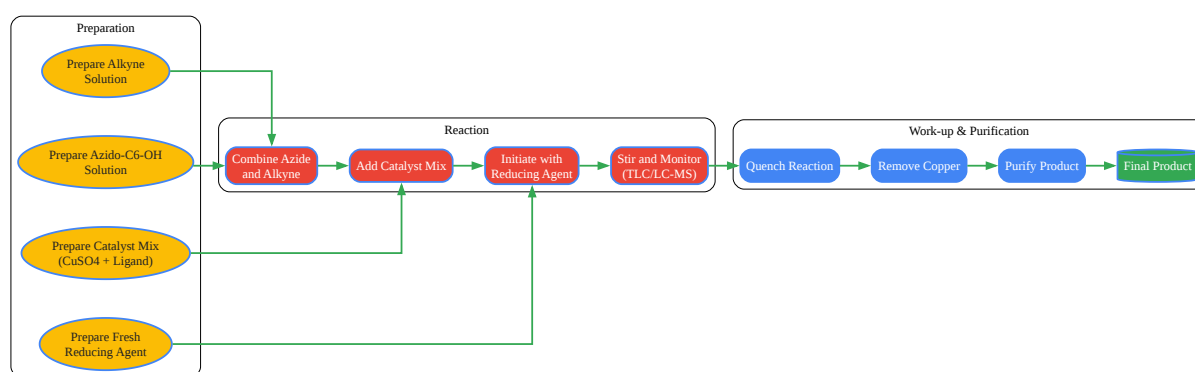 Preparation
Prepare Alkyne
Solution
Prepare Azido-C6-OH
Solution
Prepare Catalyst Mix
(CuSO4 + Ligand)
Prepare Fresh
Reducing Agent
Reaction
Combine Azide
and Alkyne
Add Catalyst Mix
Initiate with
Reducing Agent
Stir and Monitor
(TLC/LC-MS)
Work-up & Purification
Quench Reaction
Remove Copper
Purify Product
Final Product